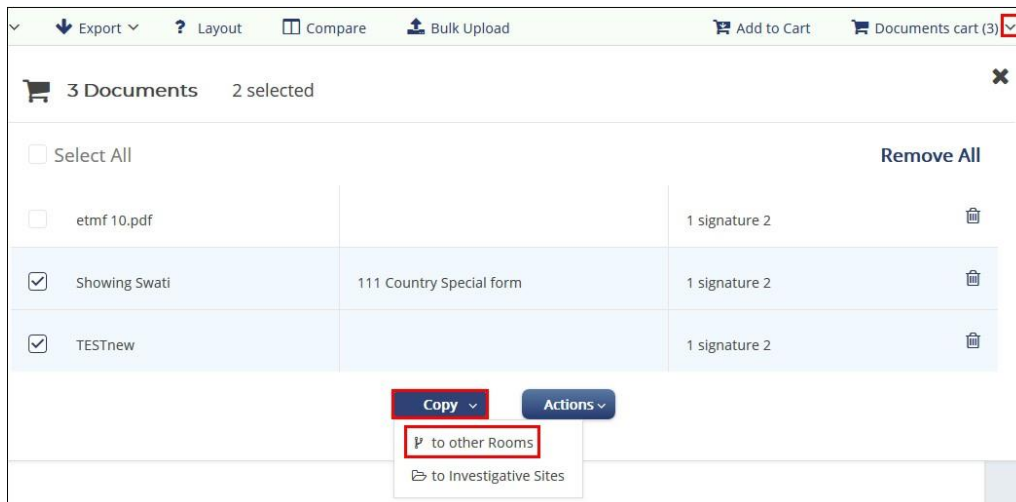 Export ? Layout Compare Bulk Upload Add to Cart Documents cart (3)
3 Documents 2 selected
Select All Remove All
etmf 10.pdf 1 signature 2
Showing Swati 111 Country Special form 1 signature 2
TESTnew 1 signature 2
Copy Actions
to other Rooms
to Investigative Sites